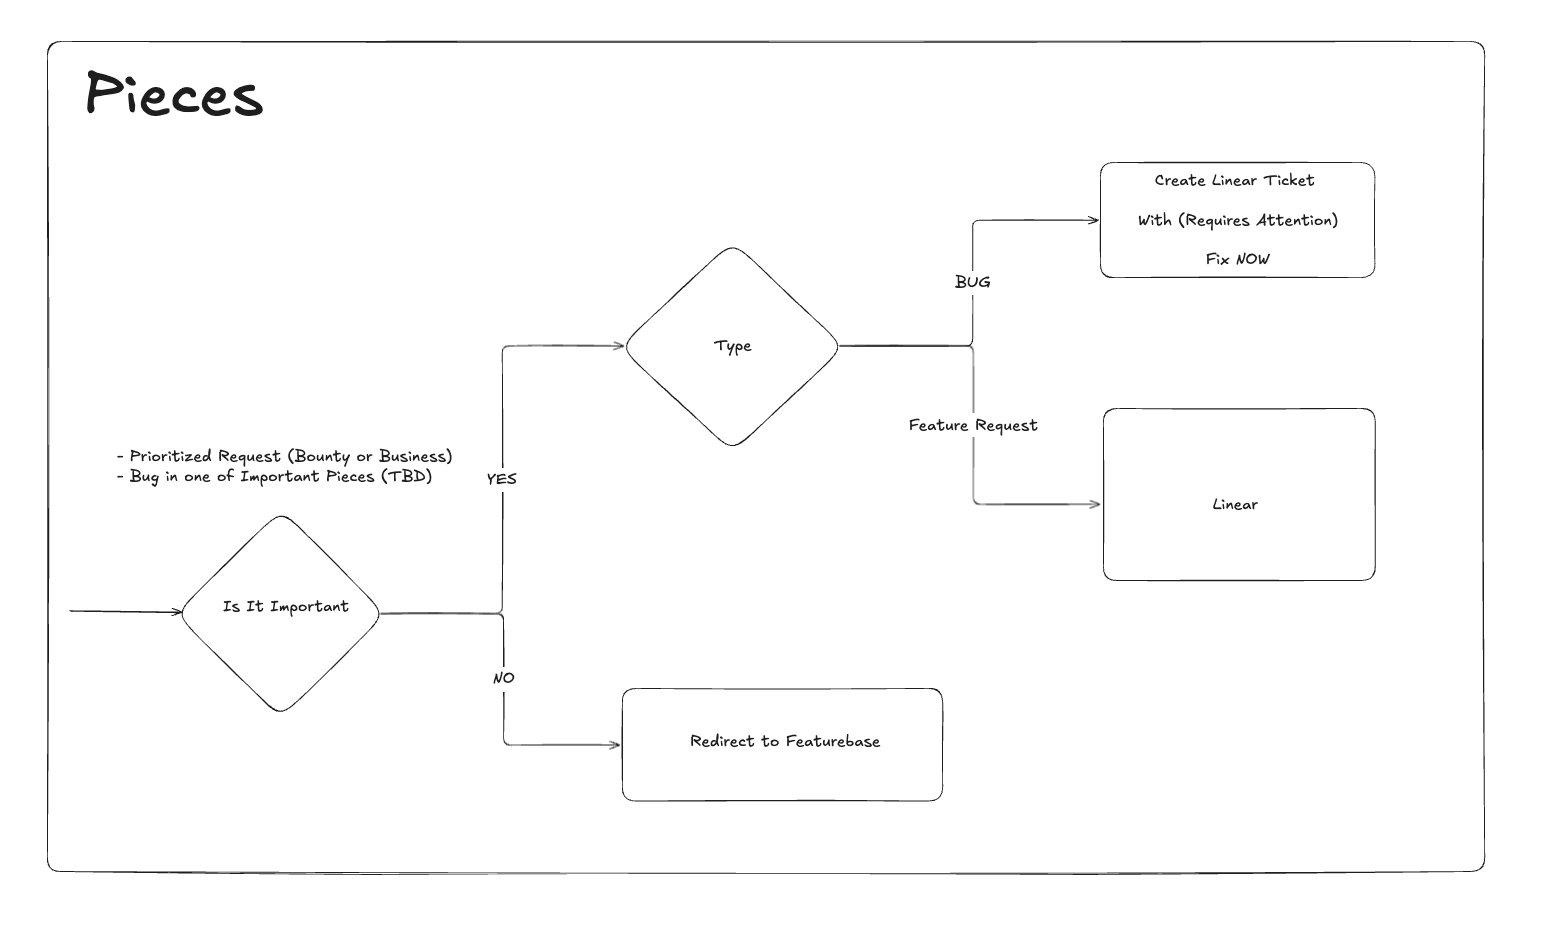 Pieces
Create Linear Ticket
With (Requires Attention)
Fix NOW
BUG
Type
Feature Request
- Prioritized Request (Bounty or Business)
- Bug in one of Important Pieces (TBD)
YES
Linear
Is It Important
NO
Redirect to Featurebase